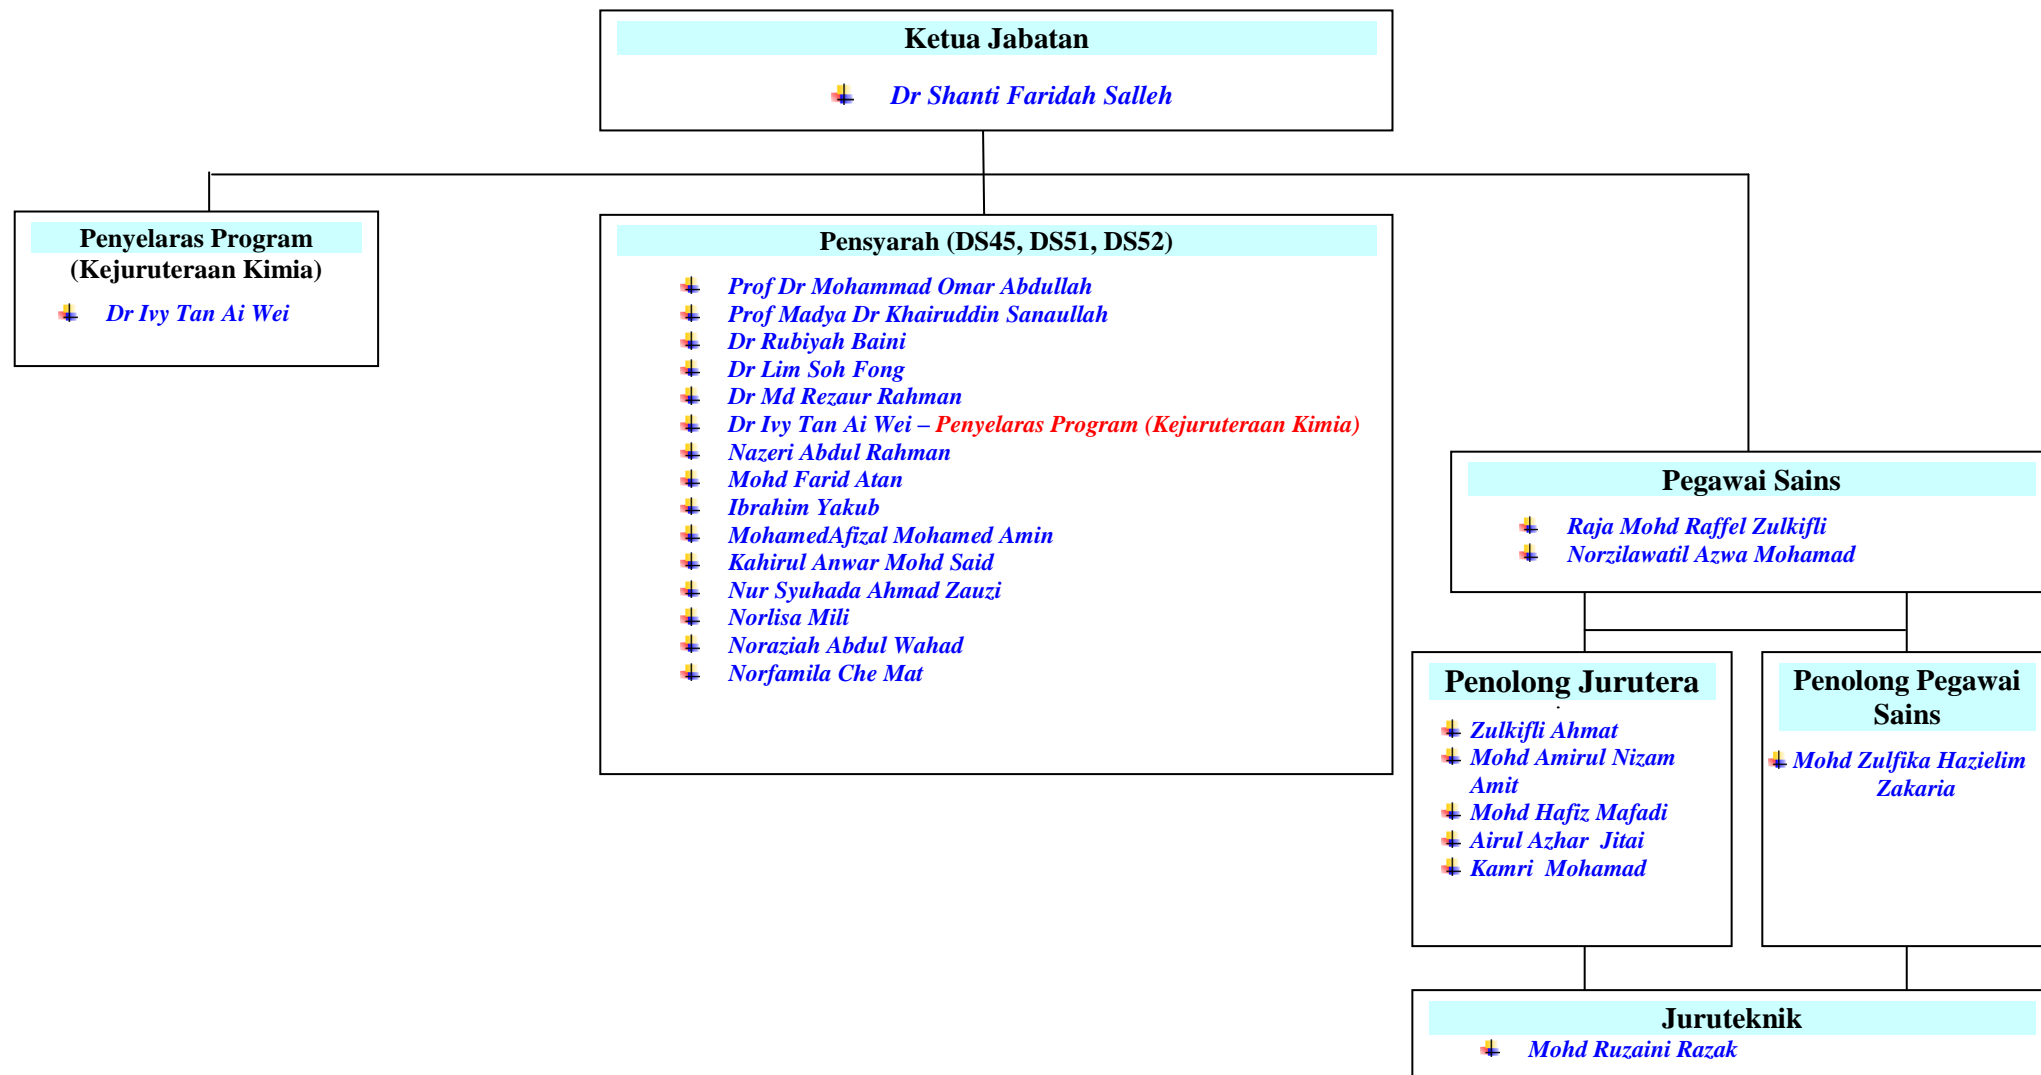 Ketua Jabatan
Dr Shanti Faridah Salleh
Penyelaras Program
(Kejuruteraan Kimia)
Dr Ivy Tan Ai Wei
Pensyarah (DS45, DS51, DS52)
Prof Dr Mohammad Omar Abdullah
Prof Madya Dr Khairuddin Sanaullah
Dr Rubiyah Baini
Dr Lim Soh Fong
Dr Md Rezaur Rahman
Dr Ivy Tan Ai Wei – Penyelaras Program (Kejuruteraan Kimia)
Nazeri Abdul Rahman
Mohd Farid Atan
Ibrahim Yakub
MohamedAfizal Mohamed Amin
Kahirul Anwar Mohd Said
Nur Syuhada Ahmad Zauzi
Norlisa Mili
Noraziah Abdul Wahad
Norfamila Che Mat
Pegawai Sains
Raja Mohd Raffel Zulkifli
Norzilawatil Azwa Mohamad
Penolong Jurutera
.
Zulkifli Ahmat
Mohd Amirul Nizam
Amit
Mohd Hafiz Mafadi
Airul Azhar  Jitai
Kamri  Mohamad
Penolong Pegawai
Sains
Mohd Zulfika Hazielim
Zakaria
Juruteknik
Mohd Ruzaini Razak